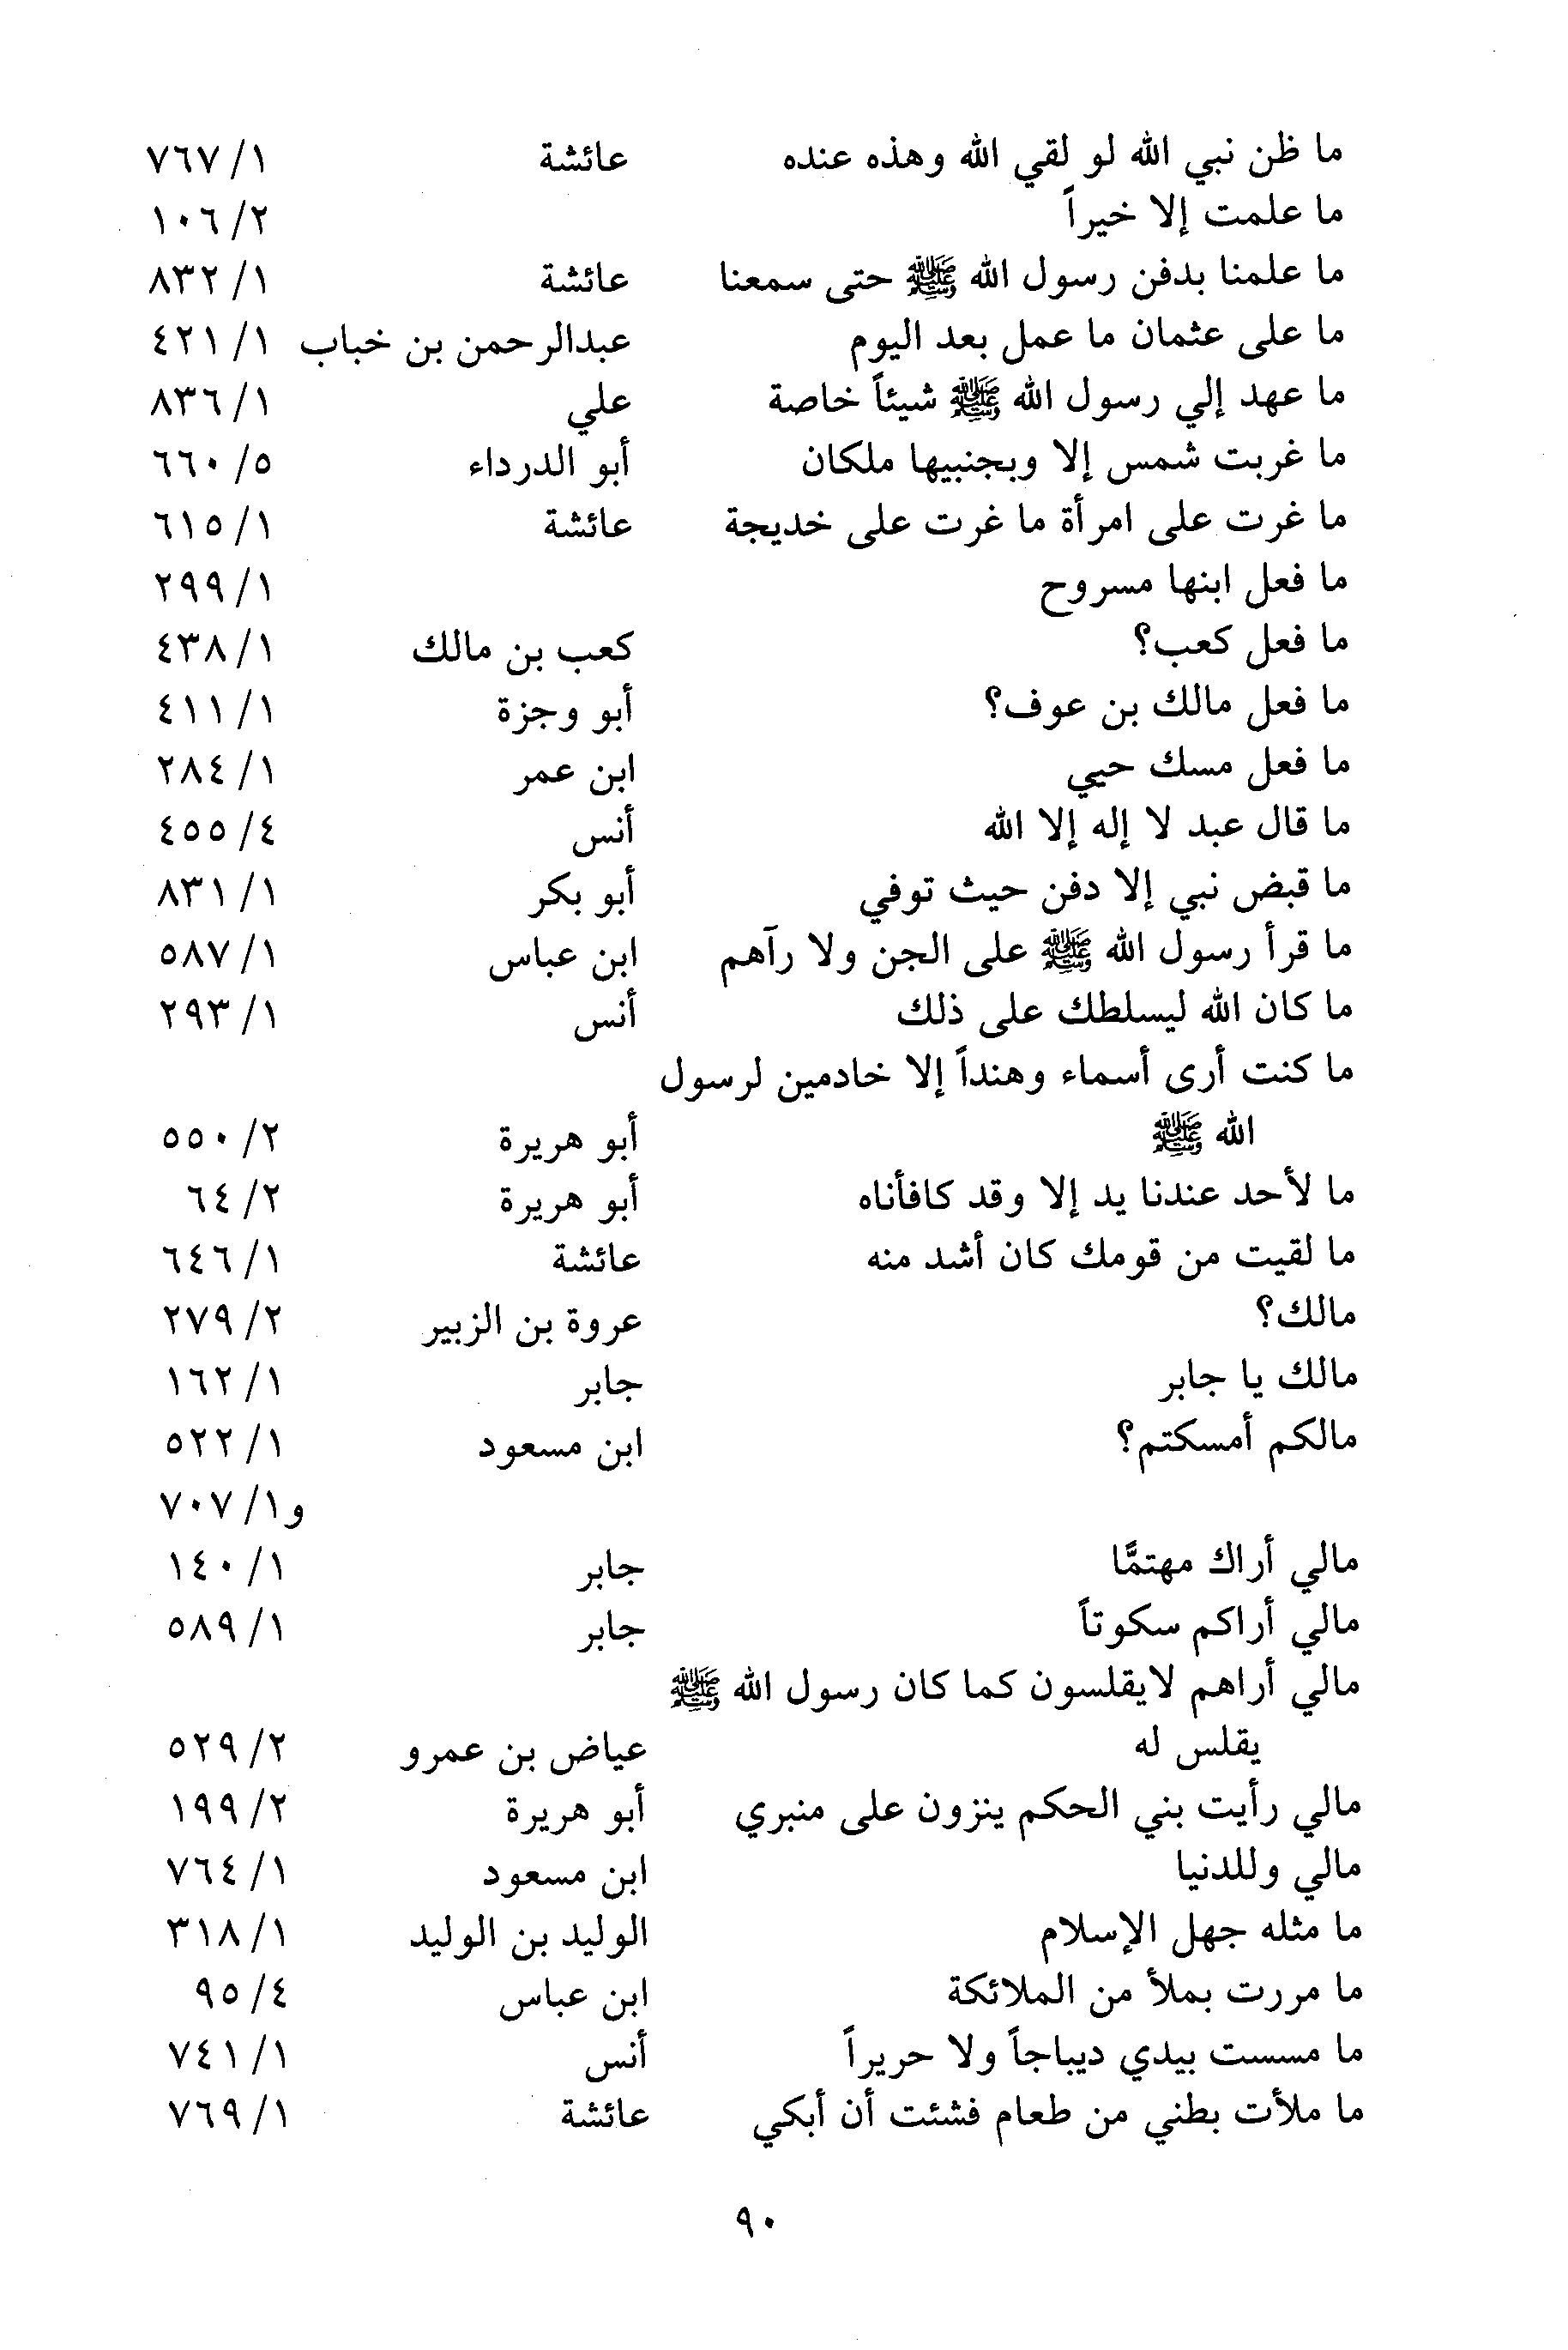 ما ظن نبي الله لو لقي الله وهذه عنده عائشة ١/ ٧٦٧
ما علمت إلا خيراً ٢/ ١٠٦
ما علمنا بدفن رسول الله ﷺ حتى سمعنا عائشة ١/ ٨٣٢
ما على عثمان ما عمل بعد اليوم عبدالرحمن بن خباب ١/ ٤٢١
ما عهد إلي رسول الله ﷺ شيئاً خاصة علي ١/ ٨٣٦
ما غربت شمس إلا وبجنبيها ملكان أبو الدرداء ٥/ ٦٦٠
ما غرت على امرأة ما غرت على خديجة عائشة ١/ ٦١٥
ما فعل ابنها مسروح ١/ ٢٩٩
ما فعل كعب؟ كعب بن مالك ١/ ٤٣٨
ما فعل مالك بن عوف؟ أبو وجزة ١/ ٤١١
ما فعل مسك حيي ابن عمر ١/ ٢٨٤
ما قال عبد لا إله إلا الله أنس ٤/ ٤٥٥
ما قبض نبي إلا دفن حيث توفي أبو بكر ١/ ٨٣١
ما قرأ رسول الله ﷺ على الجن ولا رآهم ابن عباس ١/ ٥٨٧
ما كان الله ليسلطك على ذلك أنس ١/ ٢٩٣
ما كنت أرى أسماء وهنداً إلا خادمين لرسول
الله ﷺ أبو هريرة ٢/ ٥٥٠
ما لأحد عندنا يد إلا وقد كافأناه أبو هريرة ٢/ ٦٤
ما لقيت من قومك كان أشد منه عائشة ١/ ٦٤٦
مالك؟ عروة بن الزبير ٢/ ٢٧٩
مالك يا جابر جابر ١/ ١٦٢
مالكم أمسكتم؟ ابن مسعود ١/ ٥٢٢
و١/ ٧٠٧
مالي أراك مهتمًّا جابر ١/ ١٤٠
مالي أراكم سكوتاً جابر ١/ ٥٨٩
مالي أراهم لايقلسون كما كان رسول الله ﷺ
يقلس له عياض بن عمرو ٢/ ٥٢٩
مالي رأيت بني الحكم ينزون على منبري أبو هريرة ٢/ ١٩٩
مالي وللدنيا ابن مسعود ١/ ٧٦٤
ما مثله جهل الإسلام الوليد بن الوليد ١/ ٣١٨
ما مررت بملأ من الملائكة ابن عباس ٤/ ٩٥
ما مسست بيدي ديباجاً ولا حريراً أنس ١/ ٧٤١
ما ملأت بطني من طعام فشئت أن أبكي عائشة ١/ ٧٦٩
٩٠